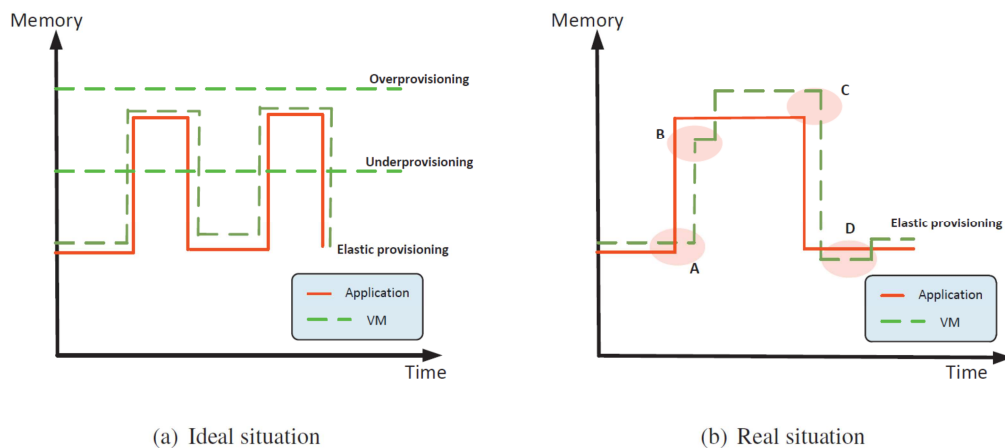 Memory
Overprovisioning
Underprovisioning
Elastic provisioning
Application
VM
Time
(a) Ideal situation
Memory
C
B
D
Elastic provisioning
A
Application
VM
Time
(b) Real situation